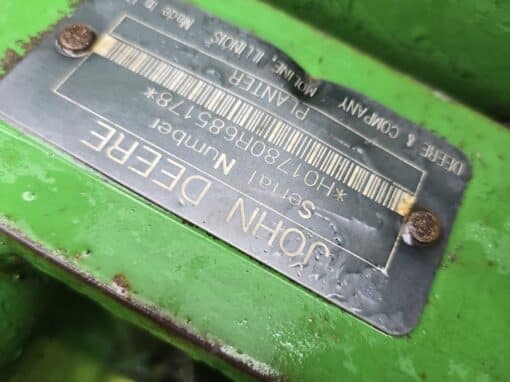 JOHN DEERE
Serial Number
*H01780R685178*
PLANTER
DEERE & COMPANY MOLINE, ILLINOIS Made in